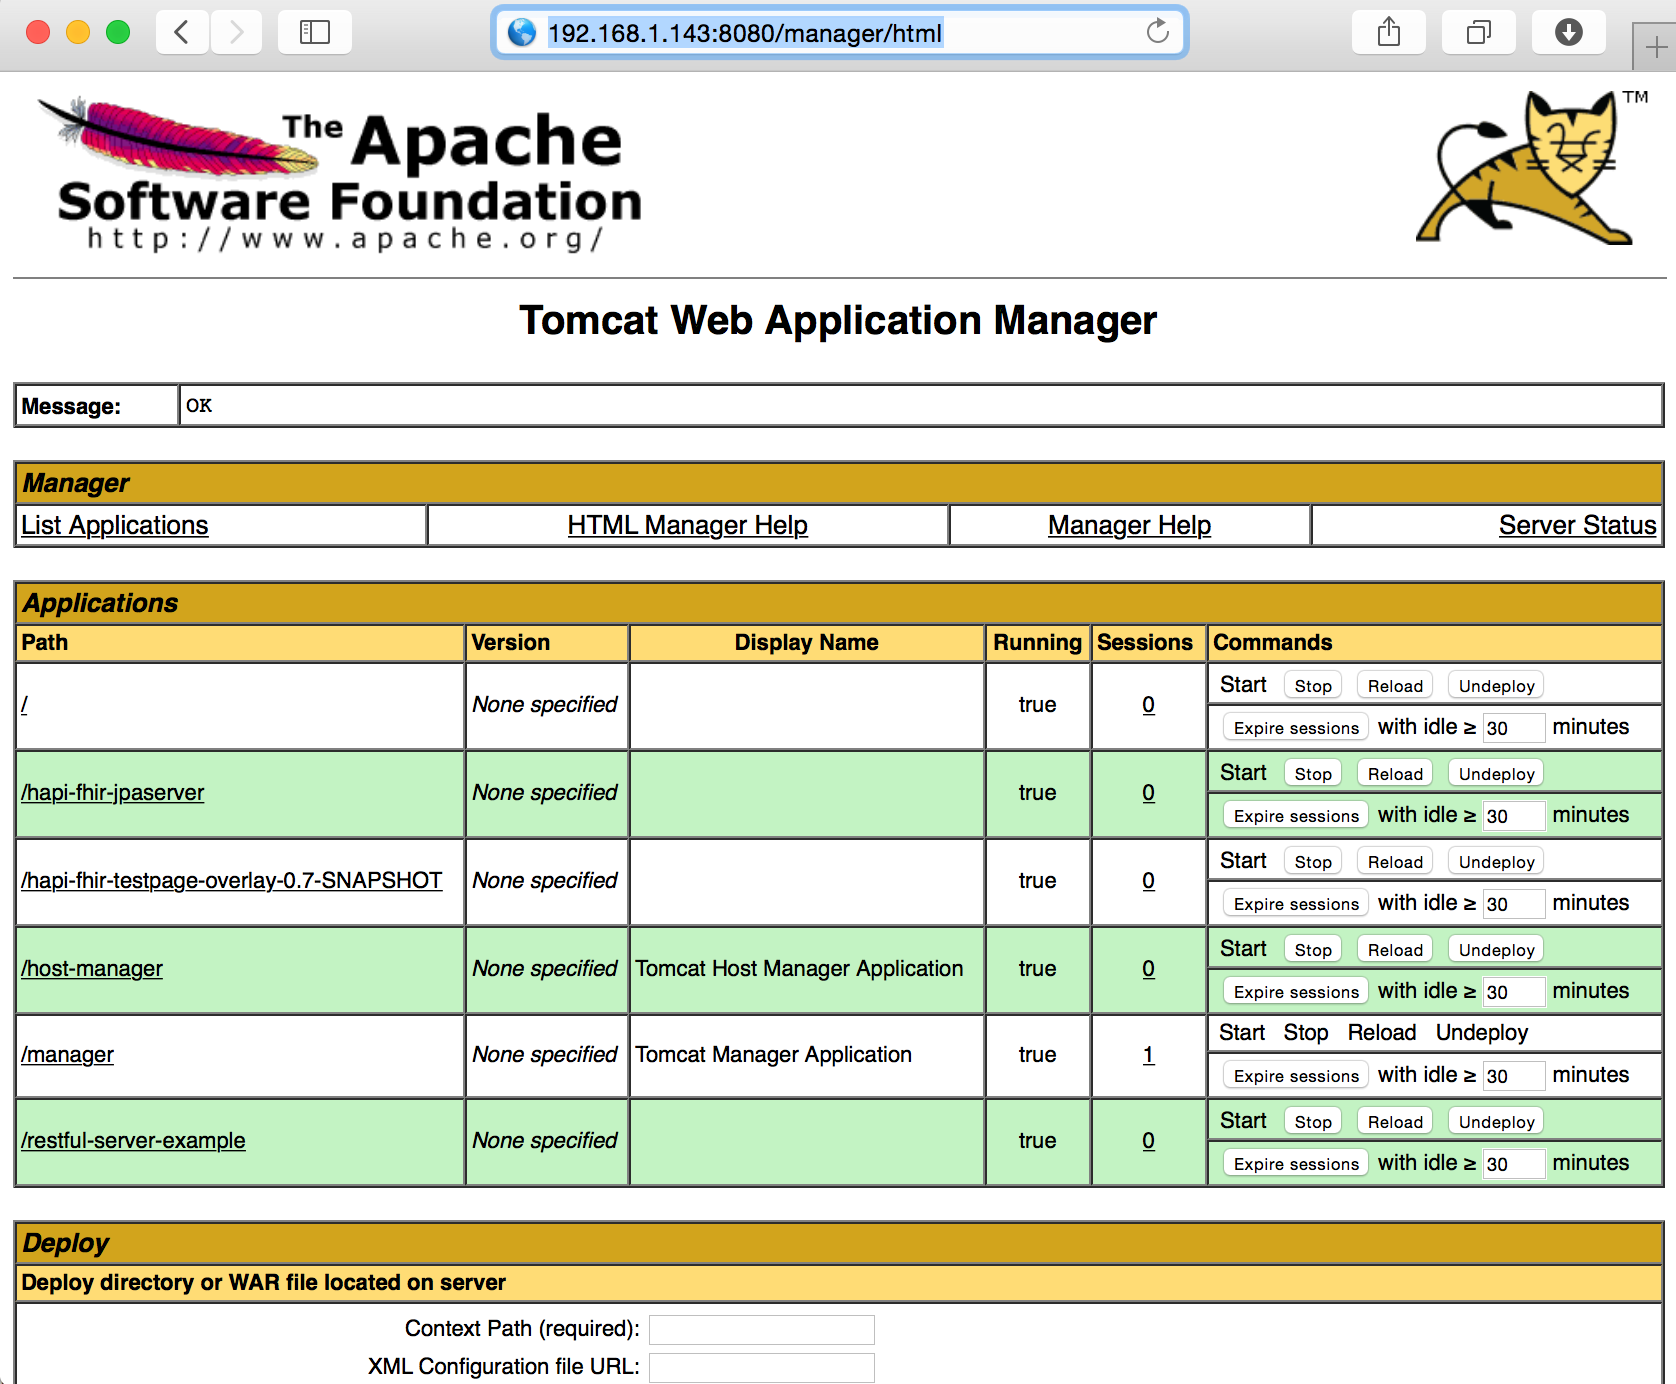 192.168.1.143:8080/manager/html
The Apache
Software Foundation
http://www.apache.org/
TM
Tomcat Web Application Manager
Message: OK
Manager
List Applications HTML Manager Help Manager Help Server Status
Applications
Path Version Display Name Running Sessions Commands
/ None specified true 0 Start Stop Reload Undeploy
Expire sessions with idle ≥ 30 minutes
/hapi-fhir-jpaserver None specified true 0 Start Stop Reload Undeploy
Expire sessions with idle ≥ 30 minutes
/hapi-fhir-testpage-overlay-0.7-SNAPSHOT None specified true 0 Start Stop Reload Undeploy
Expire sessions with idle ≥ 30 minutes
/host-manager None specified Tomcat Host Manager Application true 0 Start Stop Reload Undeploy
Expire sessions with idle ≥ 30 minutes
/manager None specified Tomcat Manager Application true 1 Start Stop Reload Undeploy
Expire sessions with idle ≥ 30 minutes
/restful-server-example None specified true 0 Start Stop Reload Undeploy
Expire sessions with idle ≥ 30 minutes
Deploy
Deploy directory or WAR file located on server
Context Path (required):
XML Configuration file URL: